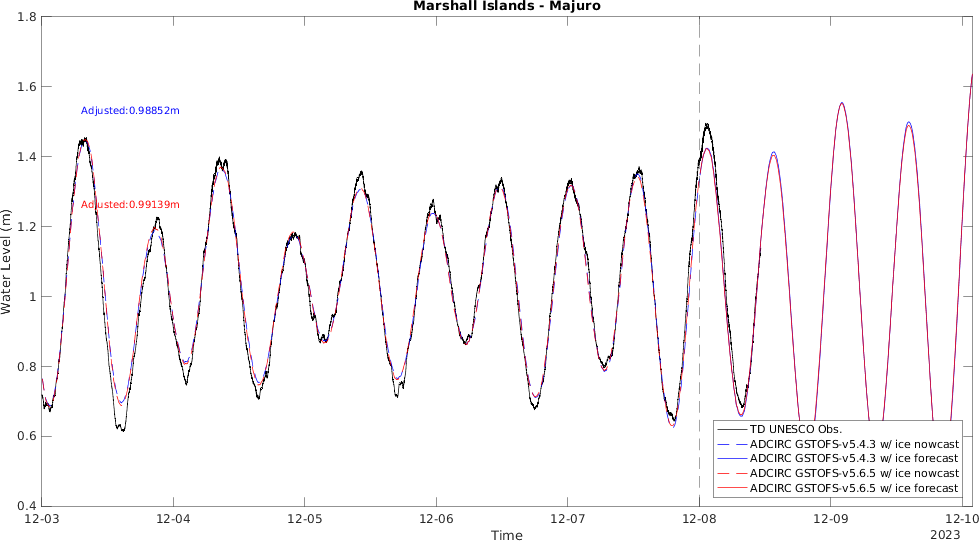 Marshall Islands - Majuro
1.8
1.6
1.4
1.2
1
0.8
0.6
0.4
Water Level (m)
Adjusted:0.98852m
Adjusted:0.99139m
TD UNESCO Obs.
ADCIRC GSTOFS-v5.4.3 w/ ice nowcast
ADCIRC GSTOFS-v5.4.3 w/ ice forecast
ADCIRC GSTOFS-v5.6.5 w/ ice nowcast
ADCIRC GSTOFS-v5.6.5 w/ ice forecast
12-03 12-04 12-05 12-06 12-07 12-08 12-09 12-10
Time
2023